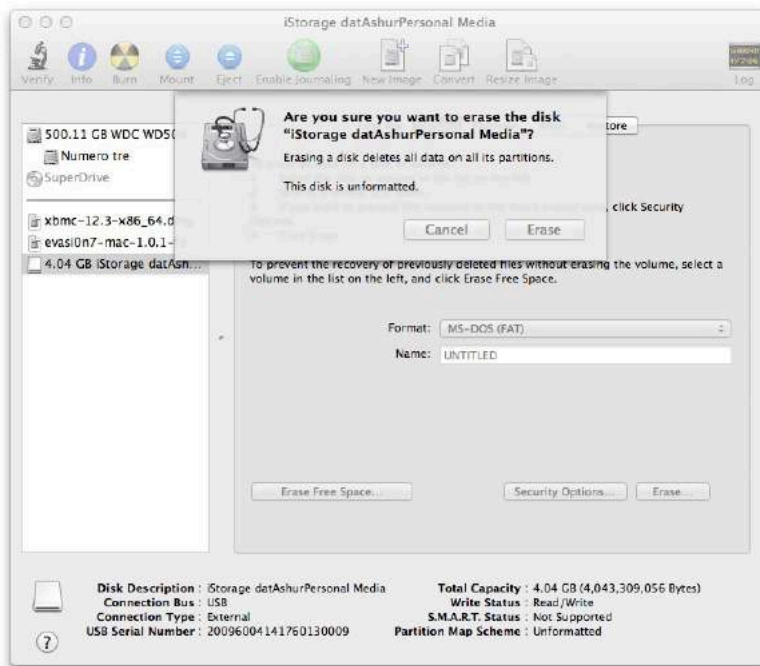 iStorage datAshurPersonal Media
Verify Info Burn Mount Eject Enable Journaling New Image Convert Resize Image Log
Are you sure you want to erase the disk
“iStorage datAshurPersonal Media”?
Erasing a disk deletes all data on all its partitions.
This disk is unformatted.
Cancel Erase
500.11 GB WDC
Numero tre
SuperDrive
xbmc-12.3-x86_64.d
evasi0n7-mac-1.0.1-
4.04 GB iStorage datAsh...
store
, click Security
To prevent the recovery of previously deleted files without erasing the volume, select a
volume in the list on the left, and click Erase Free Space.
Format: MS-DOS (FAT)
Name: UNTITLED
Erase Free Space... Security Options... Erase...
Disk Description : iStorage datAshurPersonal Media Total Capacity : 4.04 GB (4,043,309,056 Bytes)
Connection Bus : USB Write Status : Read/Write
Connection Type : External S.M.A.R.T. Status : Not Supported
USB Serial Number : 20096004141760130009 Partition Map Scheme : Unformatted
?